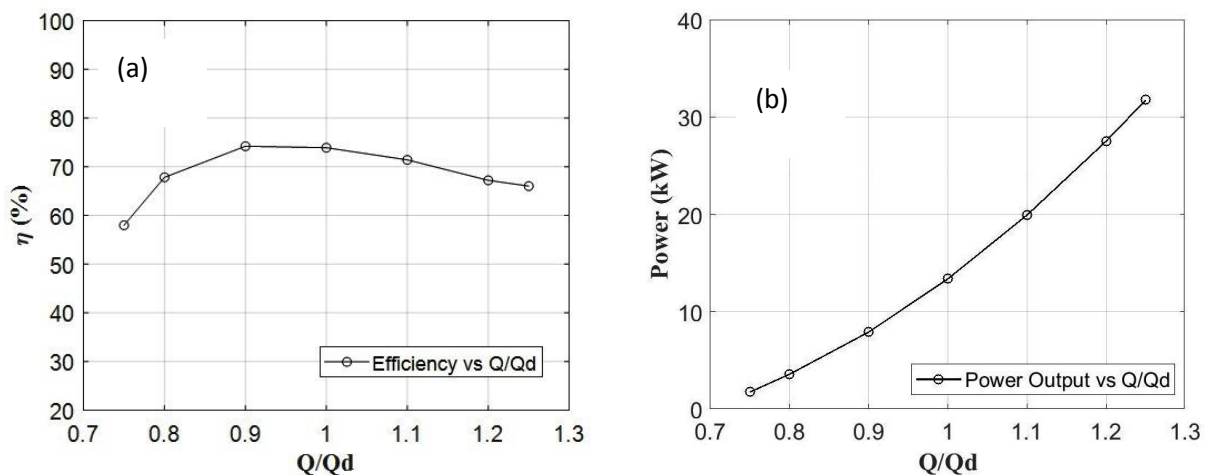 (a)
100
90
80
70
60
50
40
30
20
η (%)
0.7 0.8 0.9 1 1.1 1.2 1.3
Q/Qd
Efficiency vs Q/Qd
(b)
40
30
20
10
0
Power (kW)
0.7 0.8 0.9 1 1.1 1.2 1.3
Q/Qd
Power Output vs Q/Qd